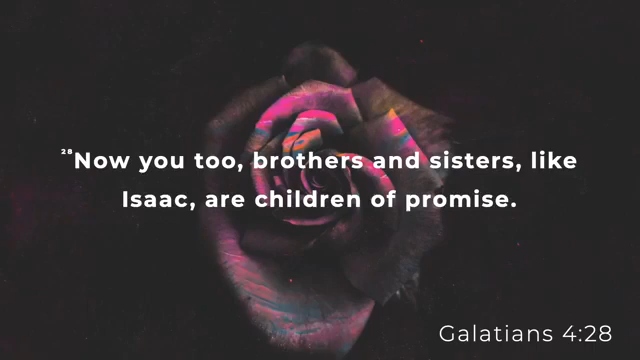 ²⁸Now you too, brothers and sisters, like
Isaac, are children of promise.
Galatians 4:28